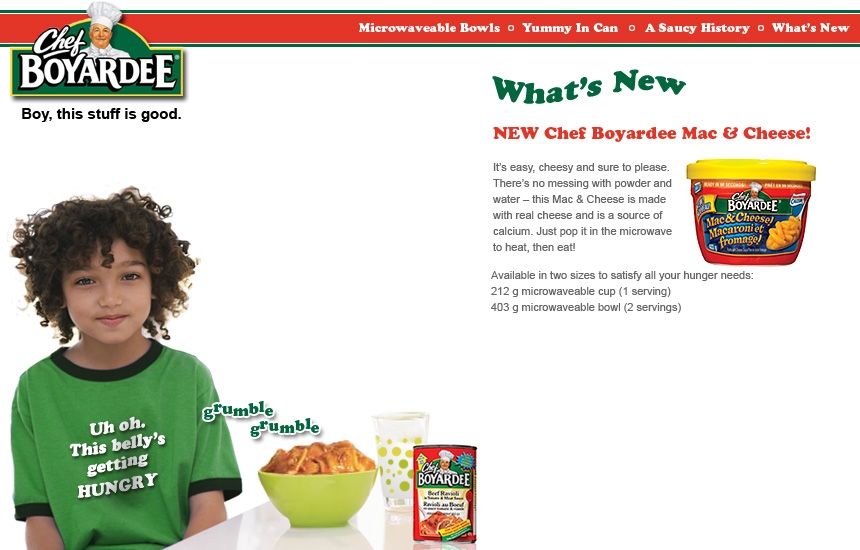 Microwaveable Bowls Yummy In Can A Saucy History What's New
Chef
BOYARDEE®
Boy, this stuff is good.
What's New
NEW Chef Boyardee Mac & Cheese!
It's easy, cheesy and sure to please.
There's no messing with powder and
water – this Mac & Cheese is made
with real cheese and is a source of
calcium. Just pop it in the microwave
to heat, then eat!
Chef
BOYARDEE
Mac & Cheese
Macaroni et
fromage
Available in two sizes to satisfy all your hunger needs:
212 g microwaveable cup (1 serving)
403 g microwaveable bowl (2 servings)
grumble
grumble
Uh oh.
This belly's
getting
HUNGRY
Chef
BOYARDEE
Beef Ravioli
in Tomato & Meat Sauce
Ravioli au Boeuf